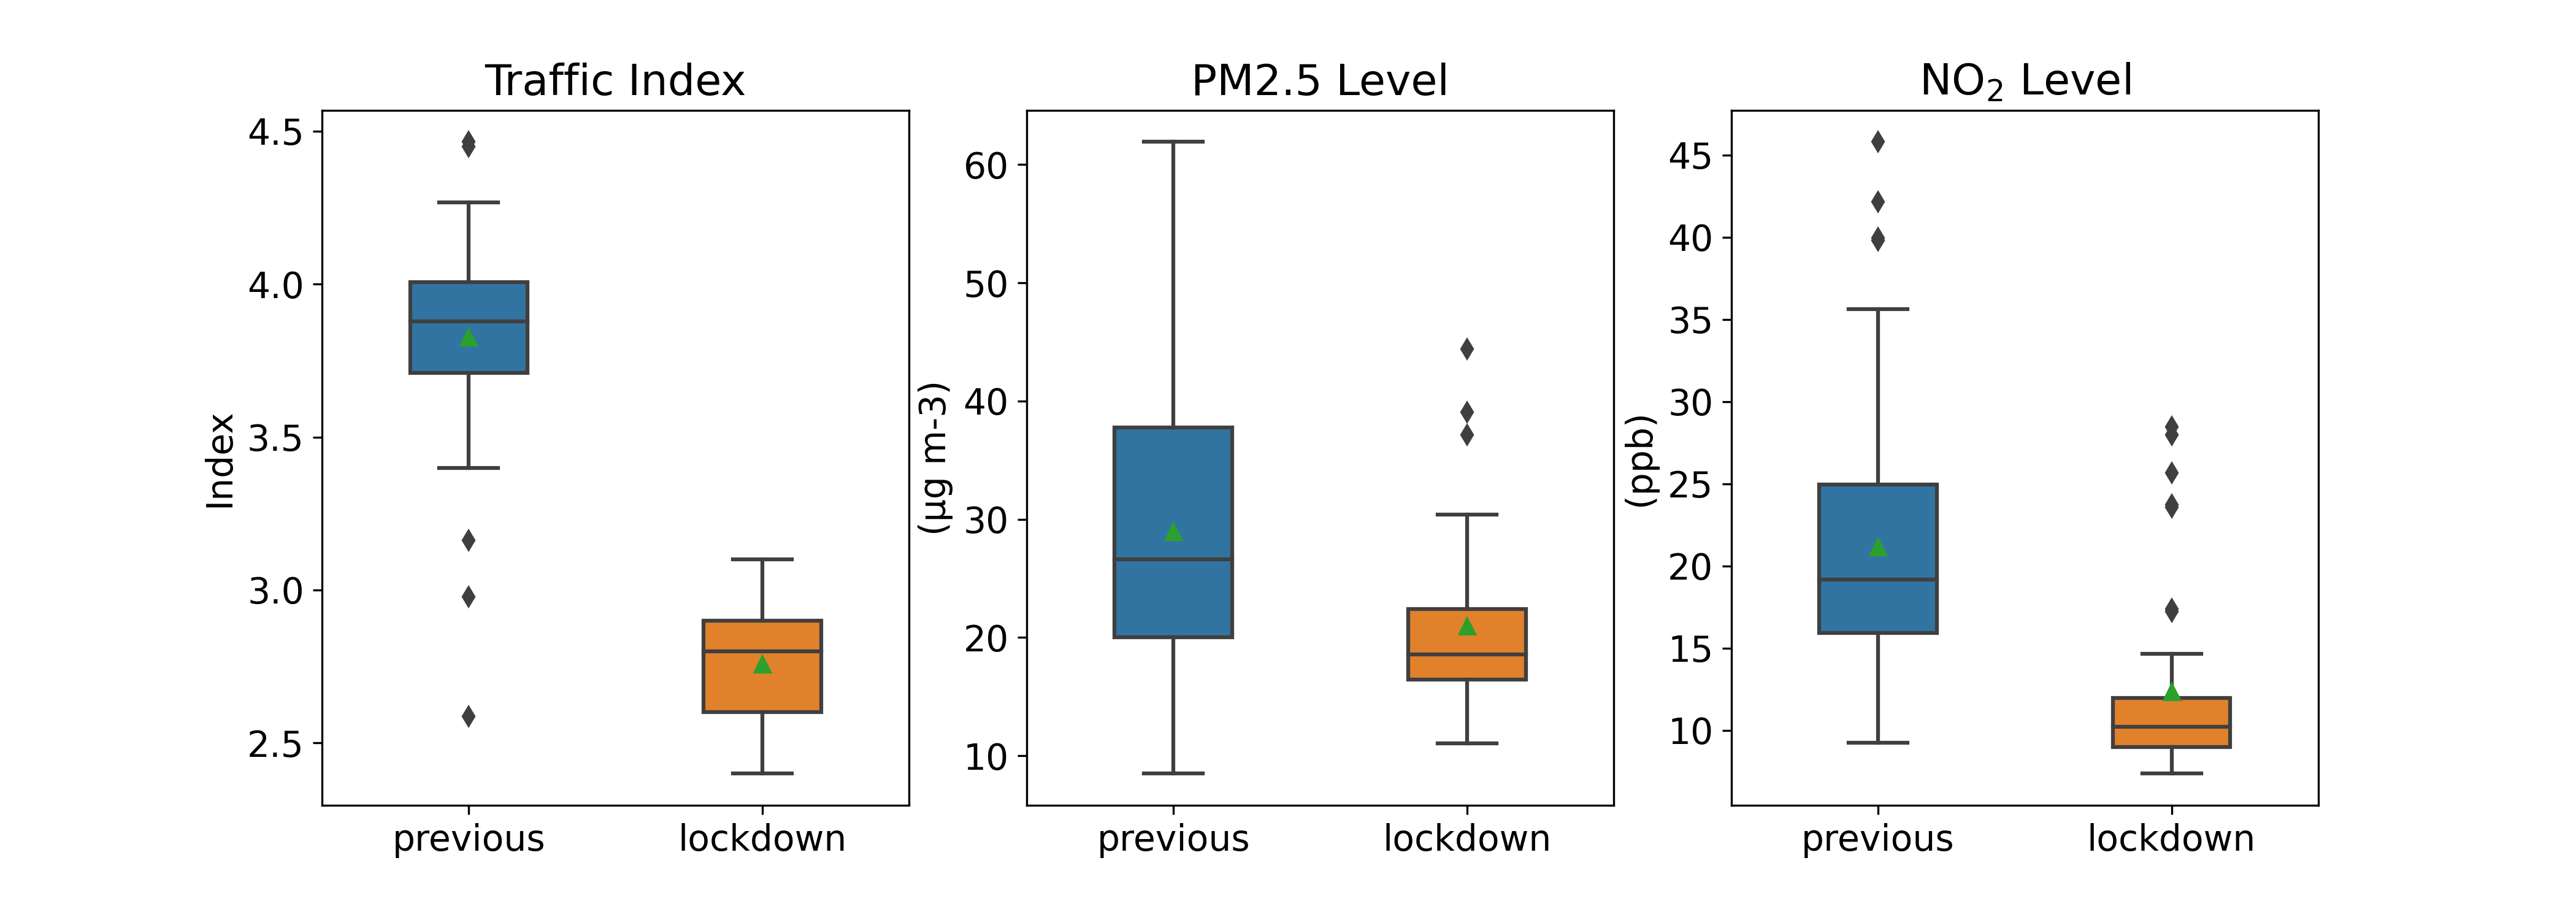 Traffic Index
Index
4.5
4.0
3.5
3.0
2.5
previous lockdown
PM2.5 Level
(µg m-3)
60
50
40
30
20
10
previous lockdown
NO₂ Level
(ppb)
45
40
35
30
25
20
15
10
previous lockdown